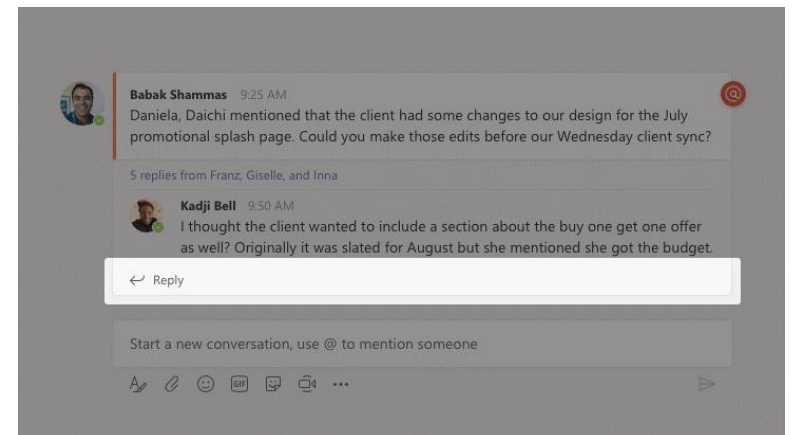 Babak Shammas 9:25 AM
@
Daniela, Daichi mentioned that the client had some changes to our design for the July
promotional splash page. Could you make those edits before our Wednesday client sync?
5 replies from Franz, Giselle, and Inna
Kadji Bell 9:50 AM
I thought the client wanted to include a section about the buy one get one offer
as well? Originally it was slated for August but she mentioned she got the budget.
Reply
Start a new conversation, use @ to mention someone
GIF